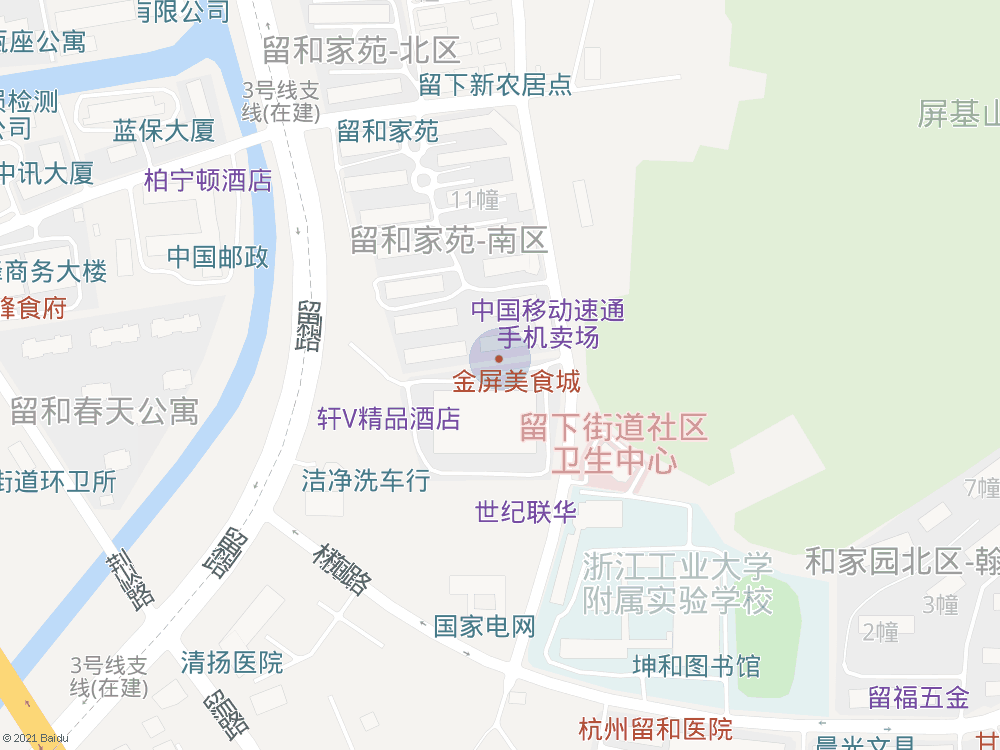 有限公司
瓶座公寓
留和家苑-北区
3号线支
线(在建)
留下新农居点
检测
公司
蓝保大厦
留和家苑
屏基山
中讯大厦
柏宁顿酒店
11幢
留和家苑-南区
中国邮政
商务大楼
食府
中国移动速通
手机卖场
留和路
金屏美食城
留和春天公寓
轩V精品酒店
留下街道社区
卫生中心
街道环卫所
洁净洗车行
7幢
世纪联华
留和路
荆山路
浙江工业大学
附属实验学校
和家园北区-翰
3幢
2幢
国家电网
3号线支
线(在建)
清扬医院
坤和图书馆
留福五金
杭州留和医院
晨光文具
甘
© 2021 Baidu